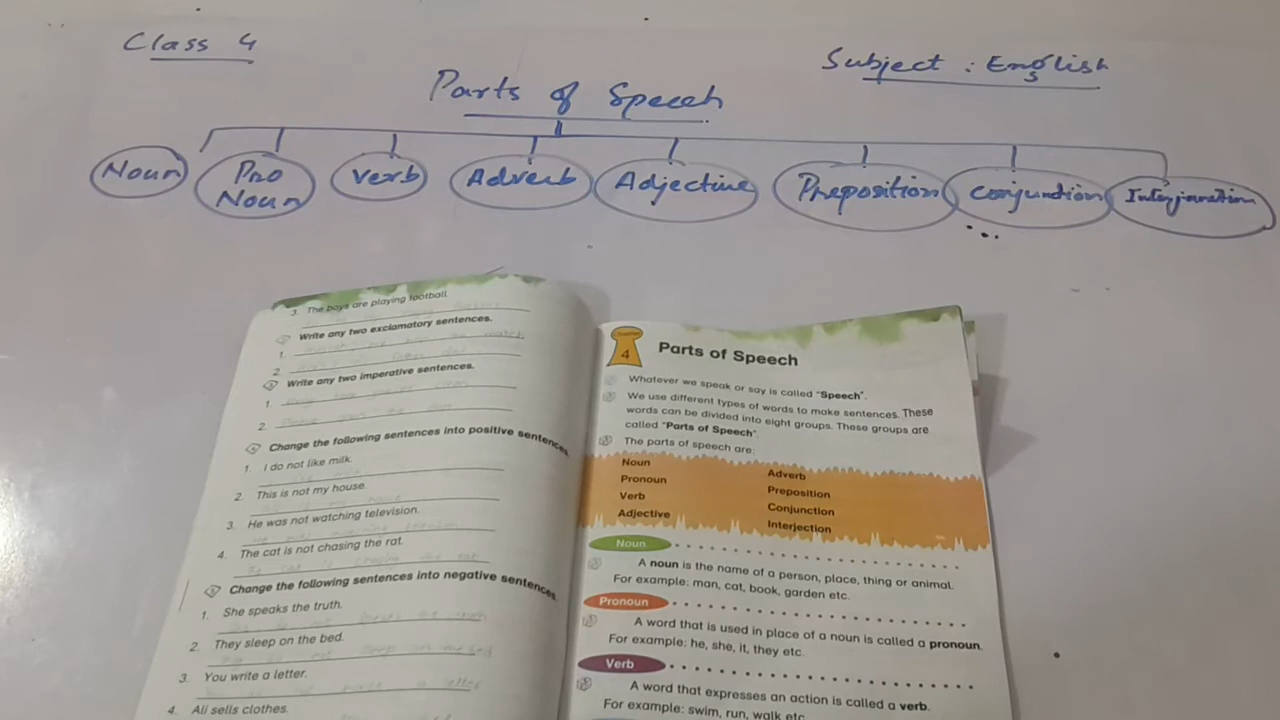 Class 4
Subject : English
Parts of Speech
Noun
Pro
Noun
Verb
Adverb
Adjective
Preposition
Conjunction
3. The boys are playing football.
Write any two exclamatory sentences.
1.
2.
Write any two imperative sentences.
1.
2.
Change the following sentences into positive sentences.
1. I do not like milk.
2. This is not my house.
3. He was not watching television.
4. The cat is not chasing the rat.
Change the following sentences into negative sentences.
1. She speaks the truth.
2. They sleep on the bed.
3. You write a letter.
4. Ali sells clothes.
Chapter
4
Parts of Speech
Whatever we speak or say is called "Speech".
We use different types of words to make sentences. These
words can be divided into eight groups. These groups are
called "Parts of Speech".
The parts of speech are:
Noun
Pronoun
Verb
Adjective
Adverb
Preposition
Conjunction
Interjection
Noun
A noun is the name of a person, place, thing or animal.
For example: man, cat, book, garden etc.
Pronoun
A word that is used in place of a noun is called a pronoun.
For example: he, she, it, they etc.
Verb
A word that expresses an action is called a verb.
For example: swim, run, walk etc.